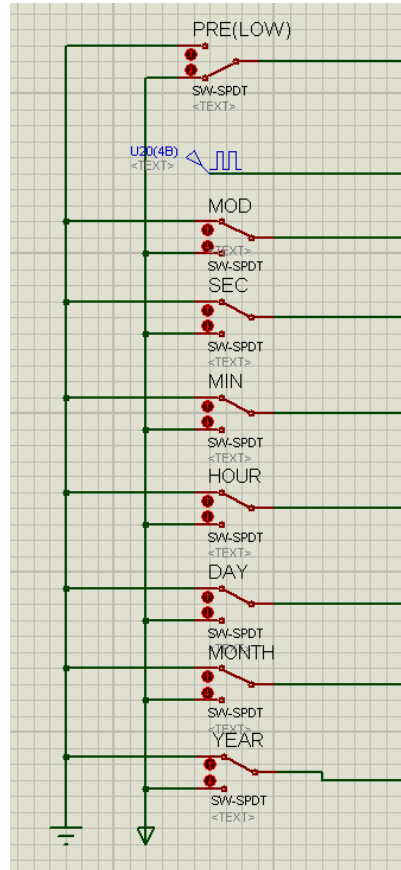 PRE(LOW)
SW-SPDT
<TEXT>
U20(4B)
<TEXT>
MOD
<TEXT>
SW-SPDT
SEC
SW-SPDT
<TEXT>
MIN
SW-SPDT
<TEXT>
HOUR
SW-SPDT
<TEXT>
DAY
SW-SPDT
<TEXT>
MONTH
SW-SPDT
<TEXT>
YEAR
SW-SPDT
<TEXT>